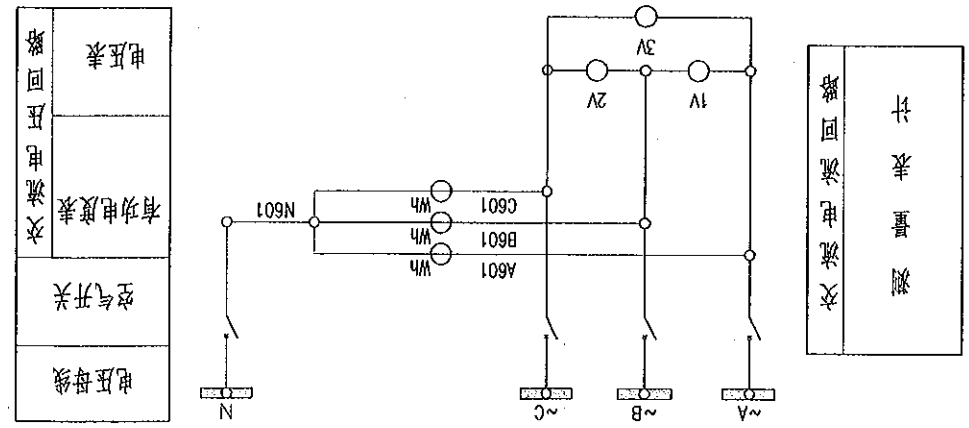 测量表计
交流电流回路
~A
~B
~C
N
A601
Wh
B601
Wh
C601
Wh
N601
1V
2V
3V
电压母线
空气开关
有功电度表
电压表
交流电压回路